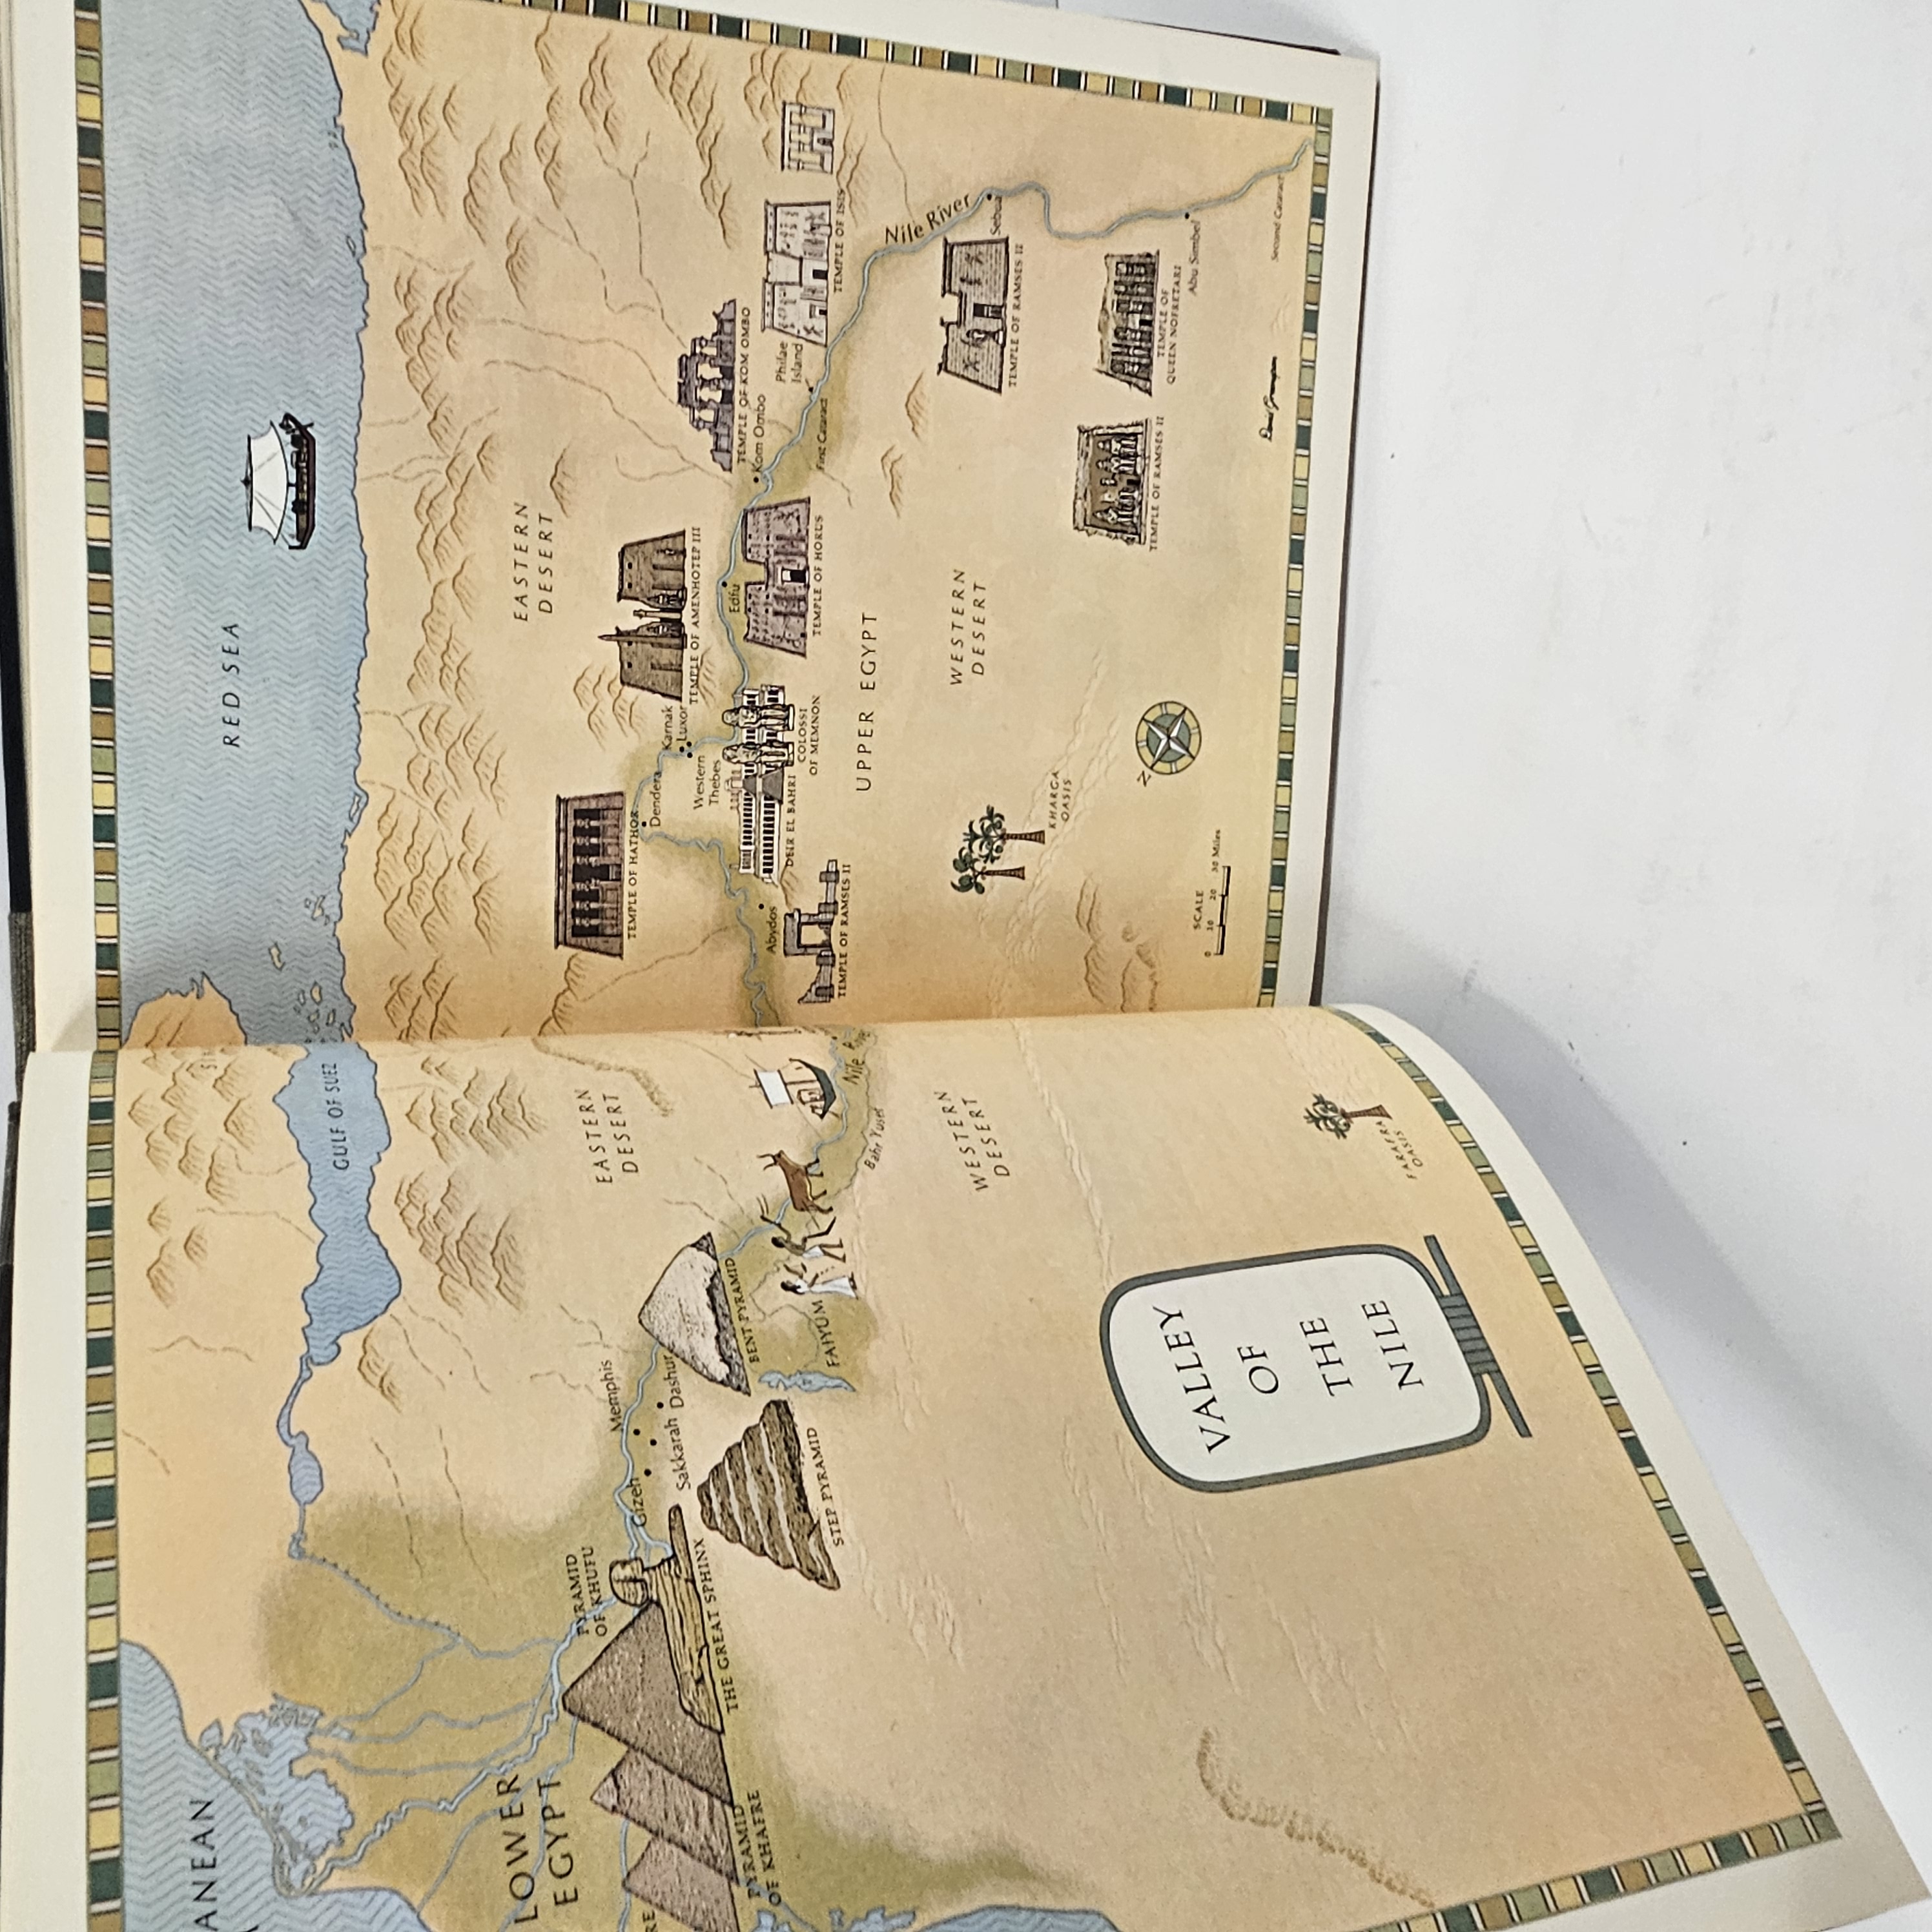 ANEAN
LOWER
EGYPT
PYRAMID
OF KHUFU
RE
PYRAMID
OF KHAFRE
THE GREAT SPHINX
Gizeh
Memphis
Sakkarah
Dashur
STEP PYRAMID
BENT PYRAMID
FAIYUM
GULF OF SUEZ
EASTERN
DESERT
Nile
Bahr Yusef
WESTERN
DESERT
VALLEY
OF
THE
NILE
FARAFRA
OASIS
RED SEA
EASTERN
DESERT
TEMPLE OF HATHOR
Dendera
Karnak
Luxor
TEMPLE OF AMENHOTEP III
Western
Thebes
Abydos
TEMPLE OF RAMSES II
DEIR EL BAHRI
COLOSSI
OF MEMNON
Edfu
TEMPLE OF HORUS
TEMPLE OF KOM OMBO
Kom Ombo
Philae
Island
First Cataract
TEMPLE OF ISIS
UPPER EGYPT
Nile River
WESTERN
DESERT
KHARGA
OASIS
TEMPLE OF RAMSES II
Sebua
TEMPLE OF RAMSES II
TEMPLE OF
QUEEN NOFRETARI
Abu Simbel
N
SCALE
0 10 20 30 Miles
Second Cataract